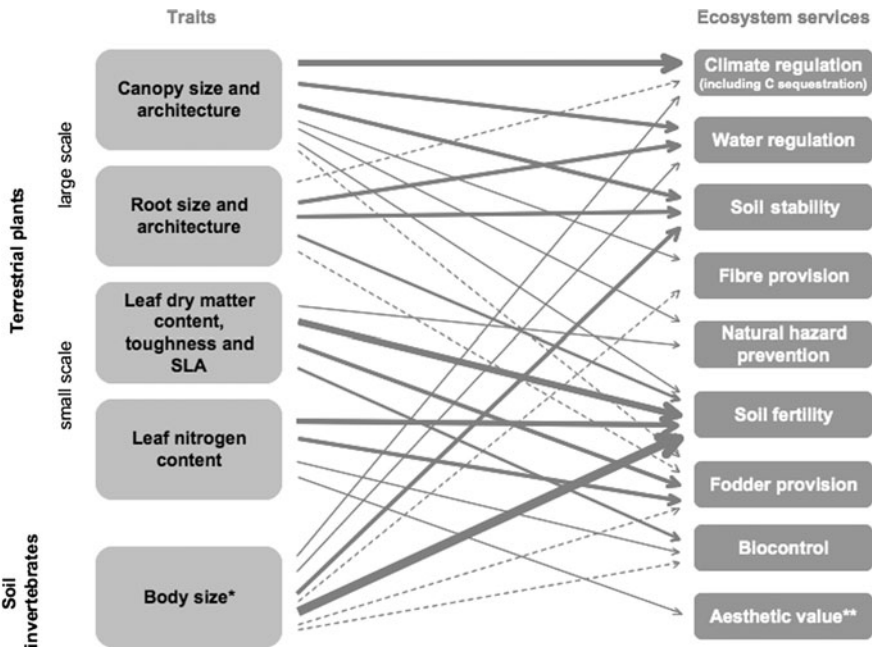 Traits
Ecosystem services
Terrestrial plants
large scale
small scale
Soil
invertebrates
Canopy size and
architecture
Root size and
architecture
Leaf dry matter
content,
toughness and
SLA
Leaf nitrogen
content
Body size*
Climate regulation
(including C sequestration)
Water regulation
Soil stability
Fibre provision
Natural hazard
prevention
Soil fertility
Fodder provision
Biocontrol
Aesthetic value**